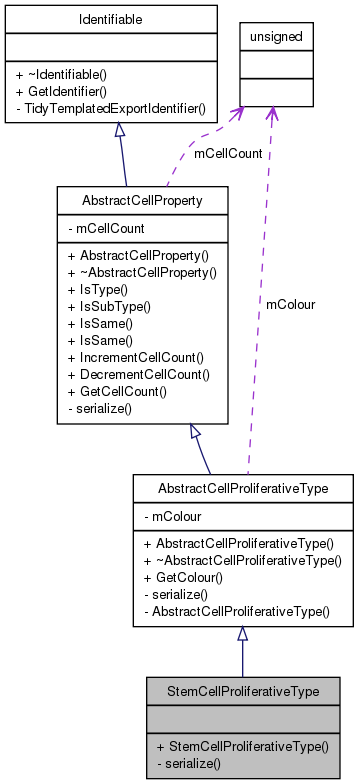 Identifiable
+ ~Identifiable()
+ GetIdentifier()
- TidyTemplatedExportIdentifier()
unsigned
mCellCount
AbstractCellProperty
- mCellCount
+ AbstractCellProperty()
+ ~AbstractCellProperty()
+ IsType()
+ IsSubType()
+ IsSame()
+ IsSame()
+ IncrementCellCount()
+ DecrementCellCount()
+ GetCellCount()
- serialize()
mColour
AbstractCellProliferativeType
- mColour
+ AbstractCellProliferativeType()
+ ~AbstractCellProliferativeType()
+ GetColour()
- serialize()
- AbstractCellProliferativeType()
StemCellProliferativeType
+ StemCellProliferativeType()
- serialize()